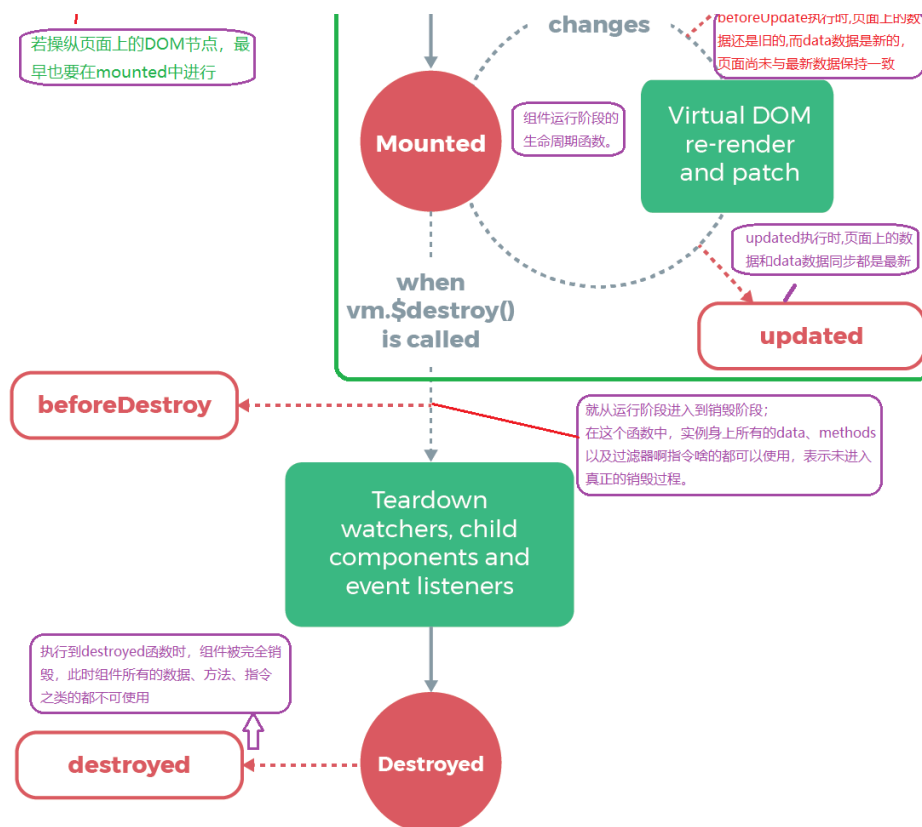 若操纵页面上的DOM节点，最
早也要在mounted中进行
changes
beforeUpdate执行时,页面上的数
据还是旧的,而data数据是新的，
页面尚未与最新数据保持一致
Mounted
组件运行阶段的
生命周期函数。
Virtual DOM
re-render
and patch
updated执行时,页面上的数
据和data数据同步都是最新
when
vm.$destroy()
is called
updated
beforeDestroy
就从运行阶段进入到销毁阶段；
在这个函数中，实例身上所有的data、methods
以及过滤器啊指令啥的都可以使用，表示未进入
真正的销毁过程。
Teardown
watchers, child
components and
event listeners
执行到destroyed函数时，组件被完全销
毁，此时组件所有的数据、方法、指令
之类的都不可使用
destroyed
Destroyed